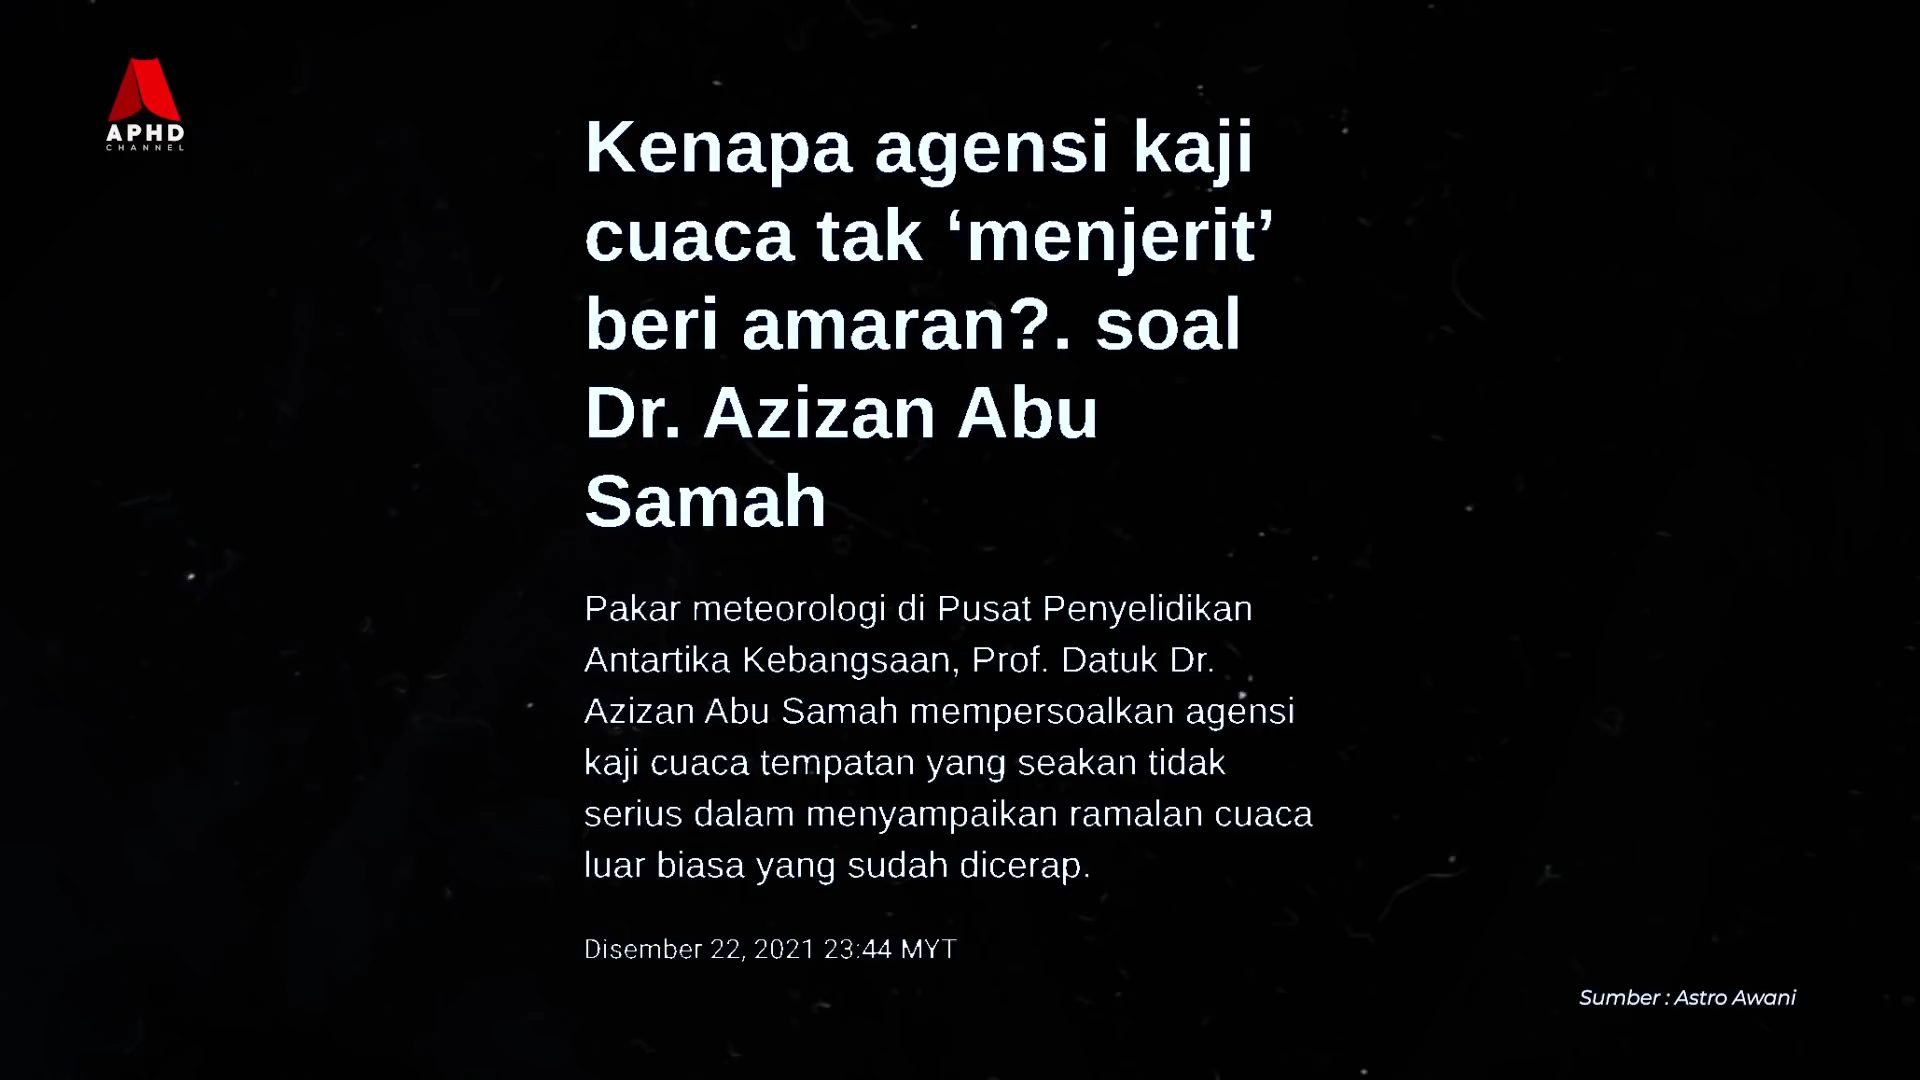 APHD
CHANNEL
Kenapa agensi kaji
cuaca tak ‘menjerit’
beri amaran?. soal
Dr. Azizan Abu
Samah
Pakar meteorologi di Pusat Penyelidikan
Antartika Kebangsaan, Prof. Datuk Dr.
Azizan Abu Samah mempersoalkan agensi
kaji cuaca tempatan yang seakan tidak
serius dalam menyampaikan ramalan cuaca
luar biasa yang sudah dicerap.
Disember 22, 2021 23:44 MYT
Sumber : Astro Awani